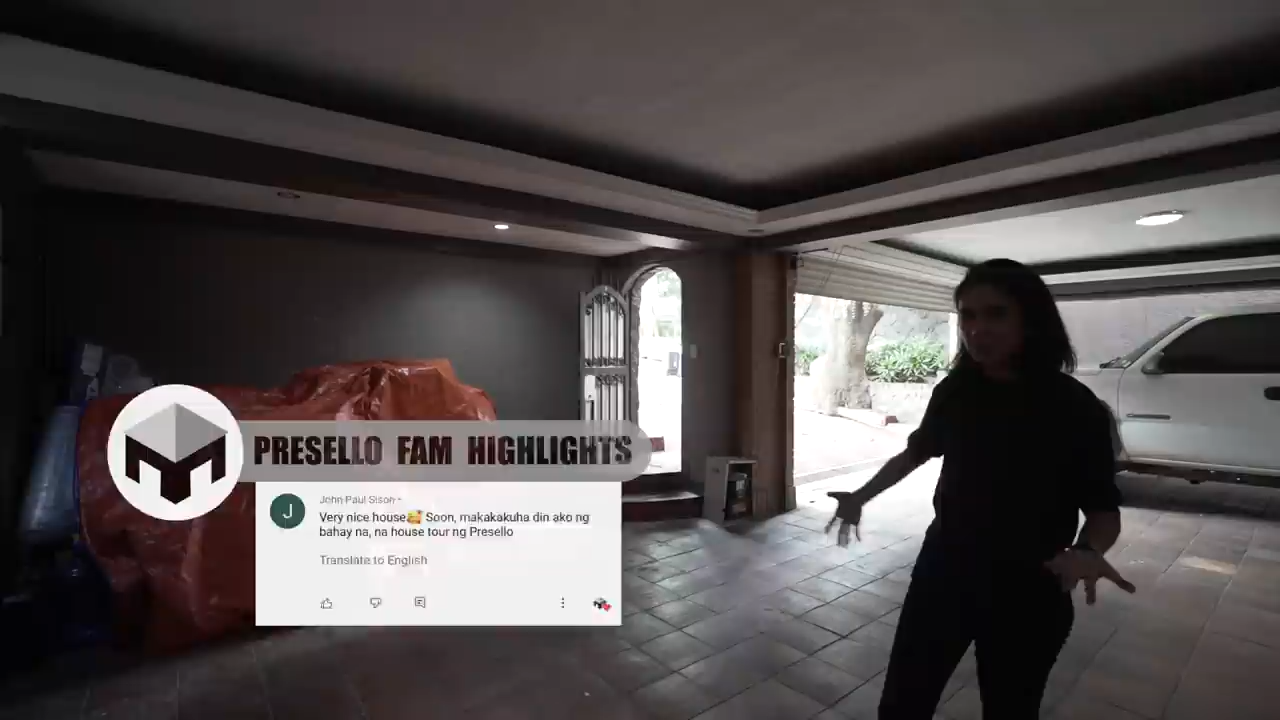 PRESELLO FAM HIGHLIGHTS
J
John Paul Sison •
Very nice house🥰 Soon, makakakuha din ako ng
bahay na, na house tour ng Presello
Translate to English